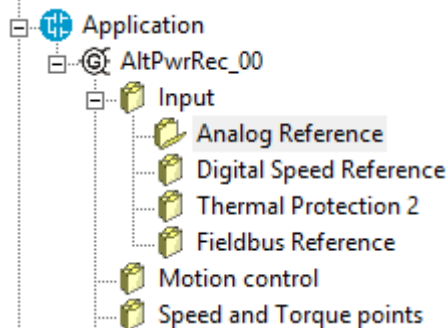 Application
AltPwrRec_00
Input
Analog Reference
Digital Speed Reference
Thermal Protection 2
Fieldbus Reference
Motion control
Speed and Torque points